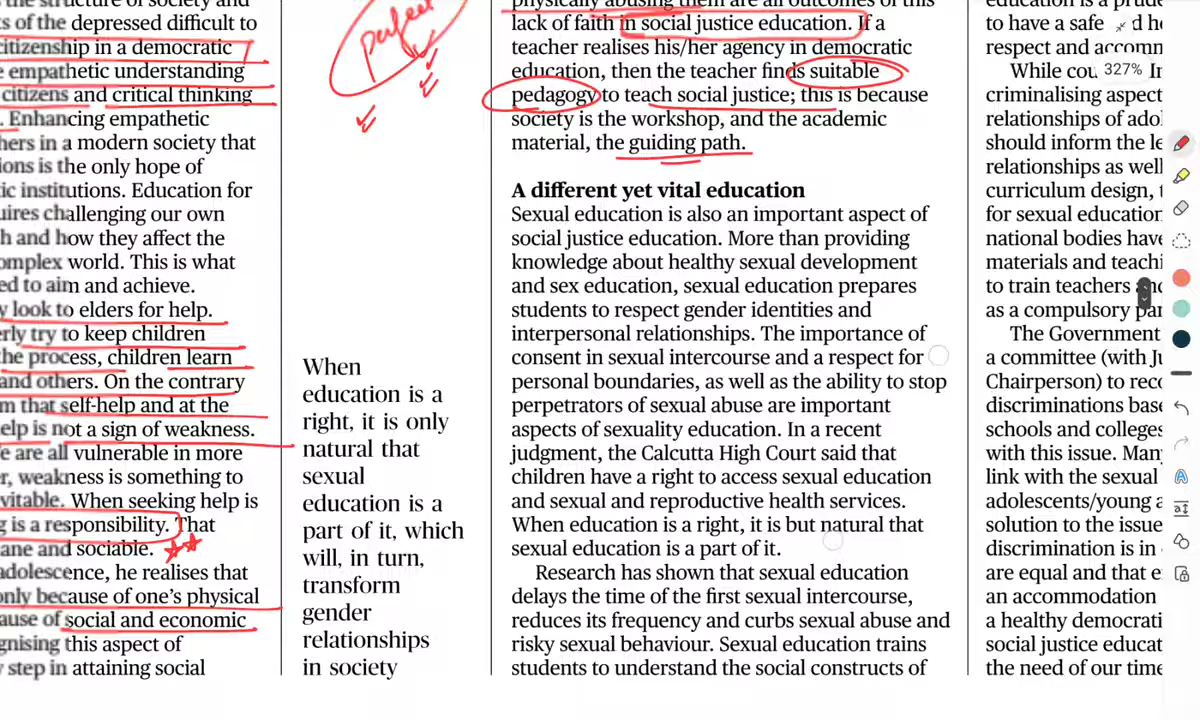 the structure of society and
s of the depressed difficult to
citizenship in a democratic
e empathetic understanding
citizens and critical thinking
. Enhancing empathetic
hers in a modern society that
ions is the only hope of
ic institutions. Education for
uires challenging our own
h and how they affect the
omplex world. This is what
ed to aim and achieve.
y look to elders for help.
erly try to keep children
the process, children learn
and others. On the contrary
m that self-help and at the
elp is not a sign of weakness.
e are all vulnerable in more
r, weakness is something to
vitable. When seeking help is
g is a responsibility. That
ane and sociable.
adolescence, he realises that
only because of one's physical
ause of social and economic
gnising this aspect of
y step in attaining social
perfect
When
education is a
right, it is only
natural that
sexual
education is a
part of it, which
will, in turn,
transform
gender
relationships
in society
physically abusing them are all outcomes of this
lack of faith in social justice education. If a
teacher realises his/her agency in democratic
education, then the teacher finds suitable
pedagogy to teach social justice; this is because
society is the workshop, and the academic
material, the guiding path.
A different yet vital education
Sexual education is also an important aspect of
social justice education. More than providing
knowledge about healthy sexual development
and sex education, sexual education prepares
students to respect gender identities and
interpersonal relationships. The importance of
consent in sexual intercourse and a respect for
personal boundaries, as well as the ability to stop
perpetrators of sexual abuse are important
aspects of sexuality education. In a recent
judgment, the Calcutta High Court said that
children have a right to access sexual education
and sexual and reproductive health services.
When education is a right, it is but natural that
sexual education is a part of it.
Research has shown that sexual education
delays the time of the first sexual intercourse,
reduces its frequency and curbs sexual abuse and
risky sexual behaviour. Sexual education trains
students to understand the social constructs of
education is a prude
to have a safe d he
respect and accomm
While cou In
criminalising aspect
relationships of adol
should inform the le
relationships as well
curriculum design, t
for sexual education
national bodies have
materials and teachi
to train teachers and
as a compulsory par
The Government
a committee (with Ju
Chairperson) to reco
discriminations base
schools and colleges
with this issue. Man
link with the sexual
adolescents/young a
solution to the issue
discrimination is in
are equal and that e
an accommodation
a healthy democrati
social justice educat
the need of our time
327%